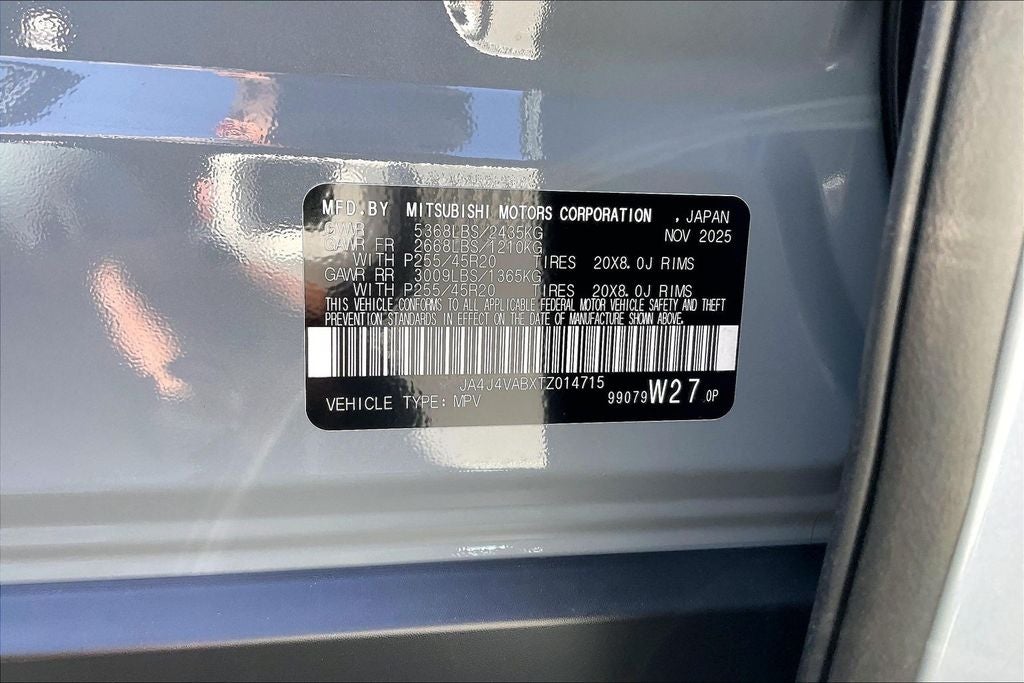 MFD.BY MITSUBISHI MOTORS CORPORATION , JAPAN
GVWR 5368LBS/2435KG NOV 2025
GAWR FR 2668LBS/1210KG
WITH P255/45R20 TIRES 20X8.0J RIMS
GAWR RR 3009LBS/1365KG
WITH P255/45R20 TIRES 20X8.0J RIMS
THIS VEHICLE CONFORMS TO ALL APPLICABLE FEDERAL MOTOR VEHICLE SAFETY AND THEFT
PREVENTION STANDARDS IN EFFECT ON THE DATE OF MANUFACTURE SHOWN ABOVE.
JA4J4VABXTZ014715
VEHICLE TYPE: MPV 99079 W27 0P